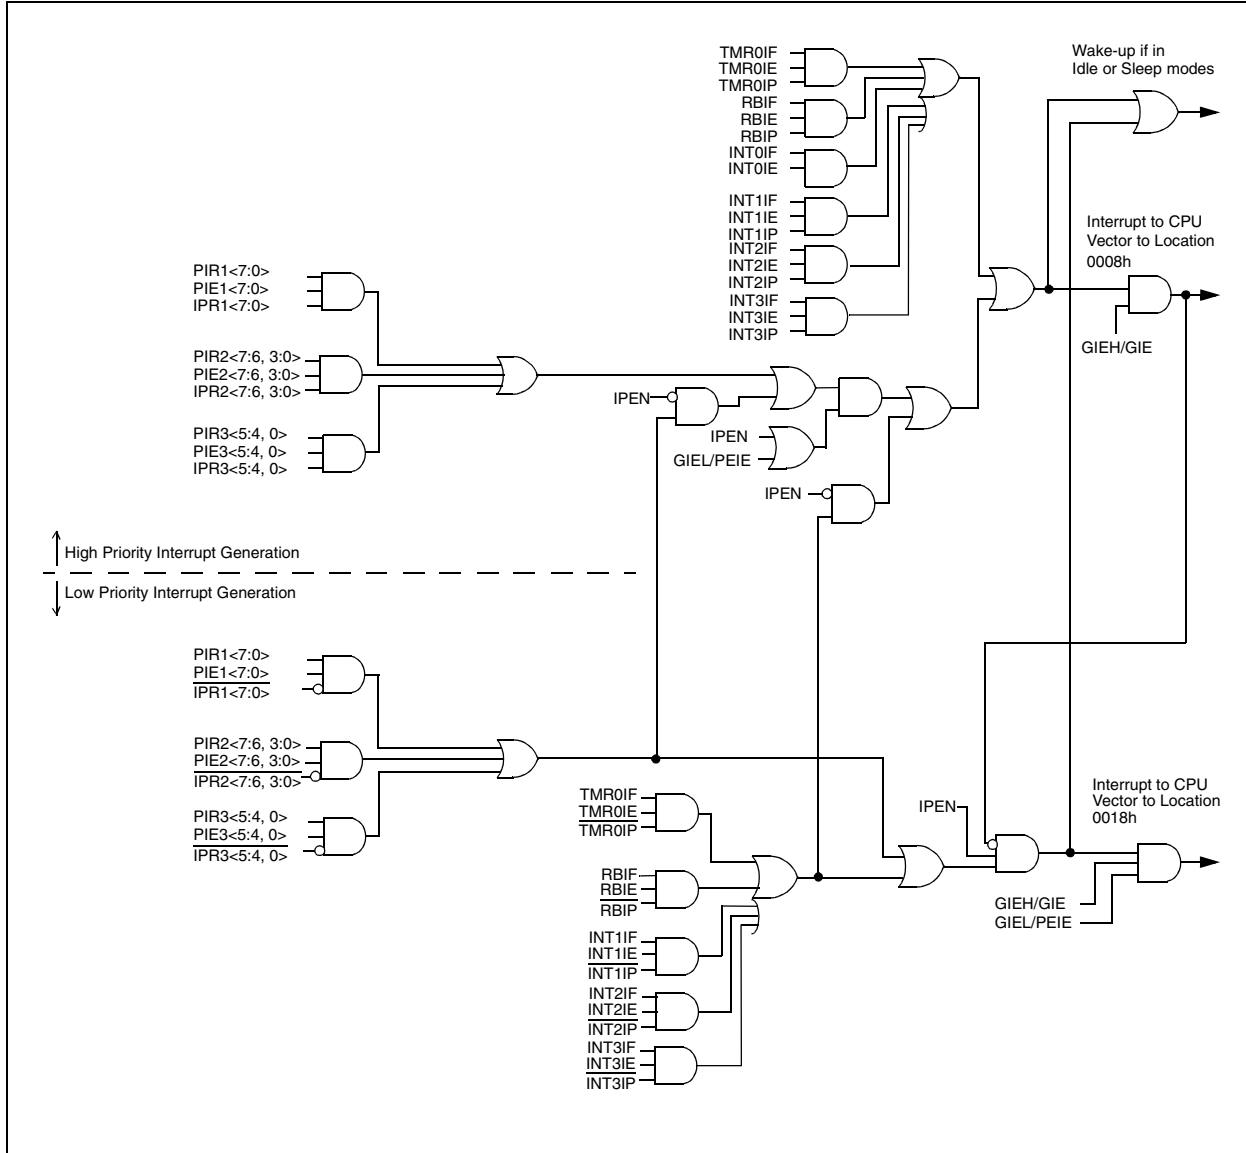 TMR0IF
TMR0IE
TMR0IP
RBIF
RBIE
RBIP
INT0IF
INT0IE
INT1IF
INT1IE
INT1IP
INT2IF
INT2IE
INT2IP
INT3IF
INT3IE
INT3IP
Wake-up if in
Idle or Sleep modes
Interrupt to CPU
Vector to Location
0008h
GIEH/GIE
PIR1<7:0>
PIE1<7:0>
IPR1<7:0>
PIR2<7:6, 3:0>
PIE2<7:6, 3:0>
IPR2<7:6, 3:0>
PIR3<5:4, 0>
PIE3<5:4, 0>
IPR3<5:4, 0>
IPEN
IPEN
GIEL/PEIE
IPEN
High Priority Interrupt Generation
Low Priority Interrupt Generation
PIR1<7:0>
PIE1<7:0>
IPR1<7:0>
PIR2<7:6, 3:0>
PIE2<7:6, 3:0>
IPR2<7:6, 3:0>
PIR3<5:4, 0>
PIE3<5:4, 0>
IPR3<5:4, 0>
TMR0IF
TMR0IE
TMR0IP
RBIF
RBIE
RBIP
INT1IF
INT1IE
INT1IP
INT2IF
INT2IE
INT2IP
INT3IF
INT3IE
INT3IP
IPEN
Interrupt to CPU
Vector to Location
0018h
GIEH/GIE
GIEL/PEIE